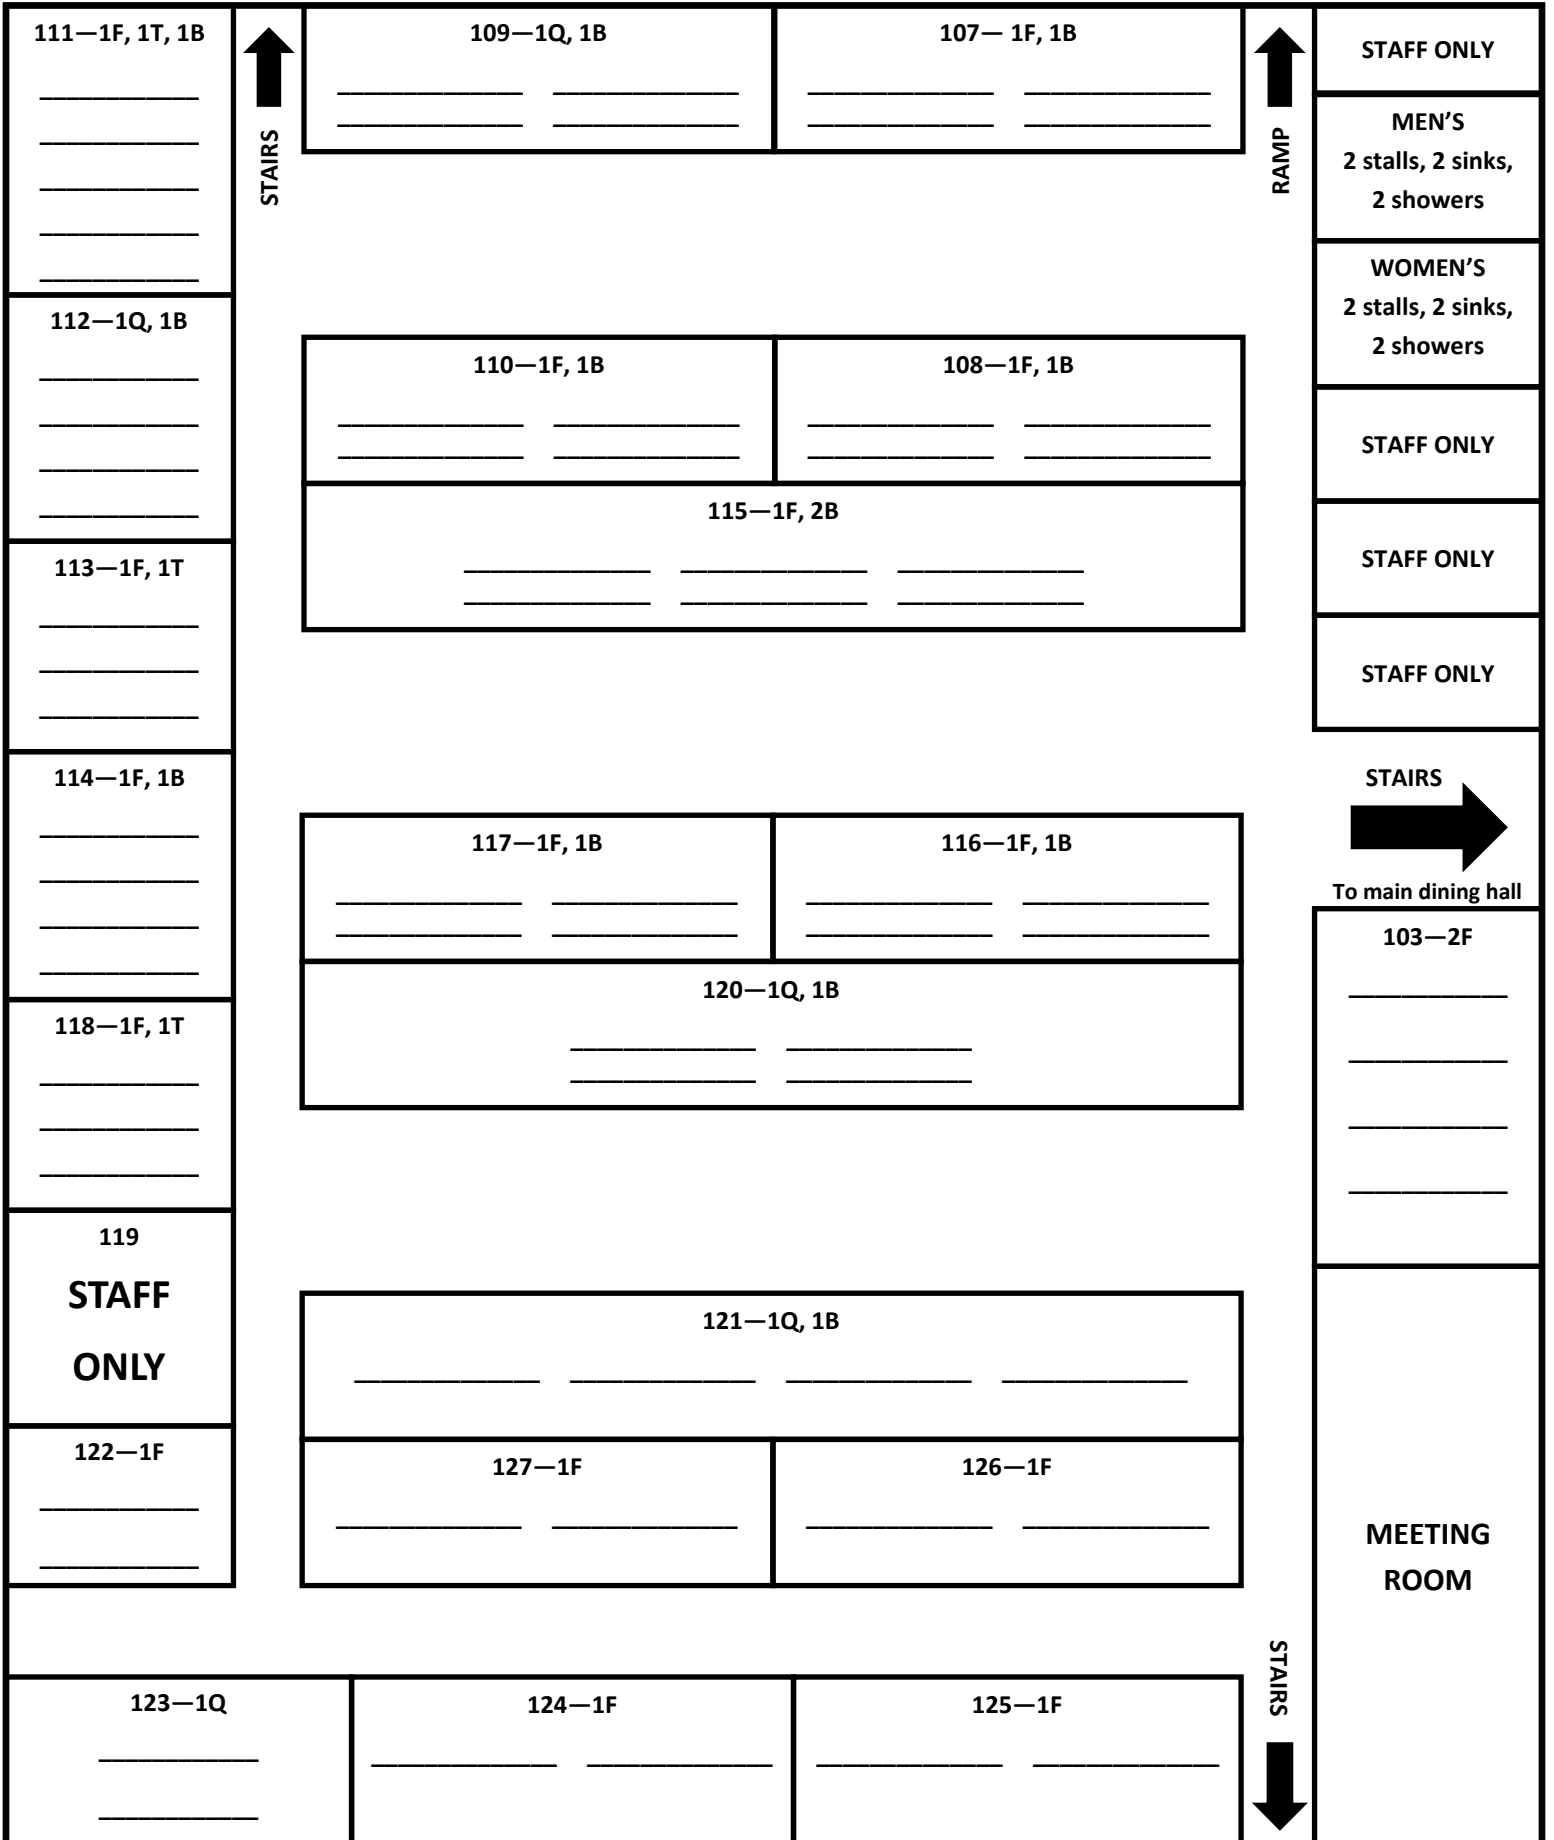 111—1F, 1T, 1B
STAIRS
109—1Q, 1B
107— 1F, 1B
RAMP
STAFF ONLY
MEN'S
2 stalls, 2 sinks,
2 showers
WOMEN'S
2 stalls, 2 sinks,
2 showers
112—1Q, 1B
110—1F, 1B
108—1F, 1B
STAFF ONLY
115—1F, 2B
STAFF ONLY
113—1F, 1T
STAFF ONLY
114—1F, 1B
STAIRS
To main dining hall
117—1F, 1B
116—1F, 1B
103—2F
120—1Q, 1B
118—1F, 1T
119
STAFF
ONLY
121—1Q, 1B
122—1F
127—1F
126—1F
MEETING
ROOM
STAIRS
123—1Q
124—1F
125—1F